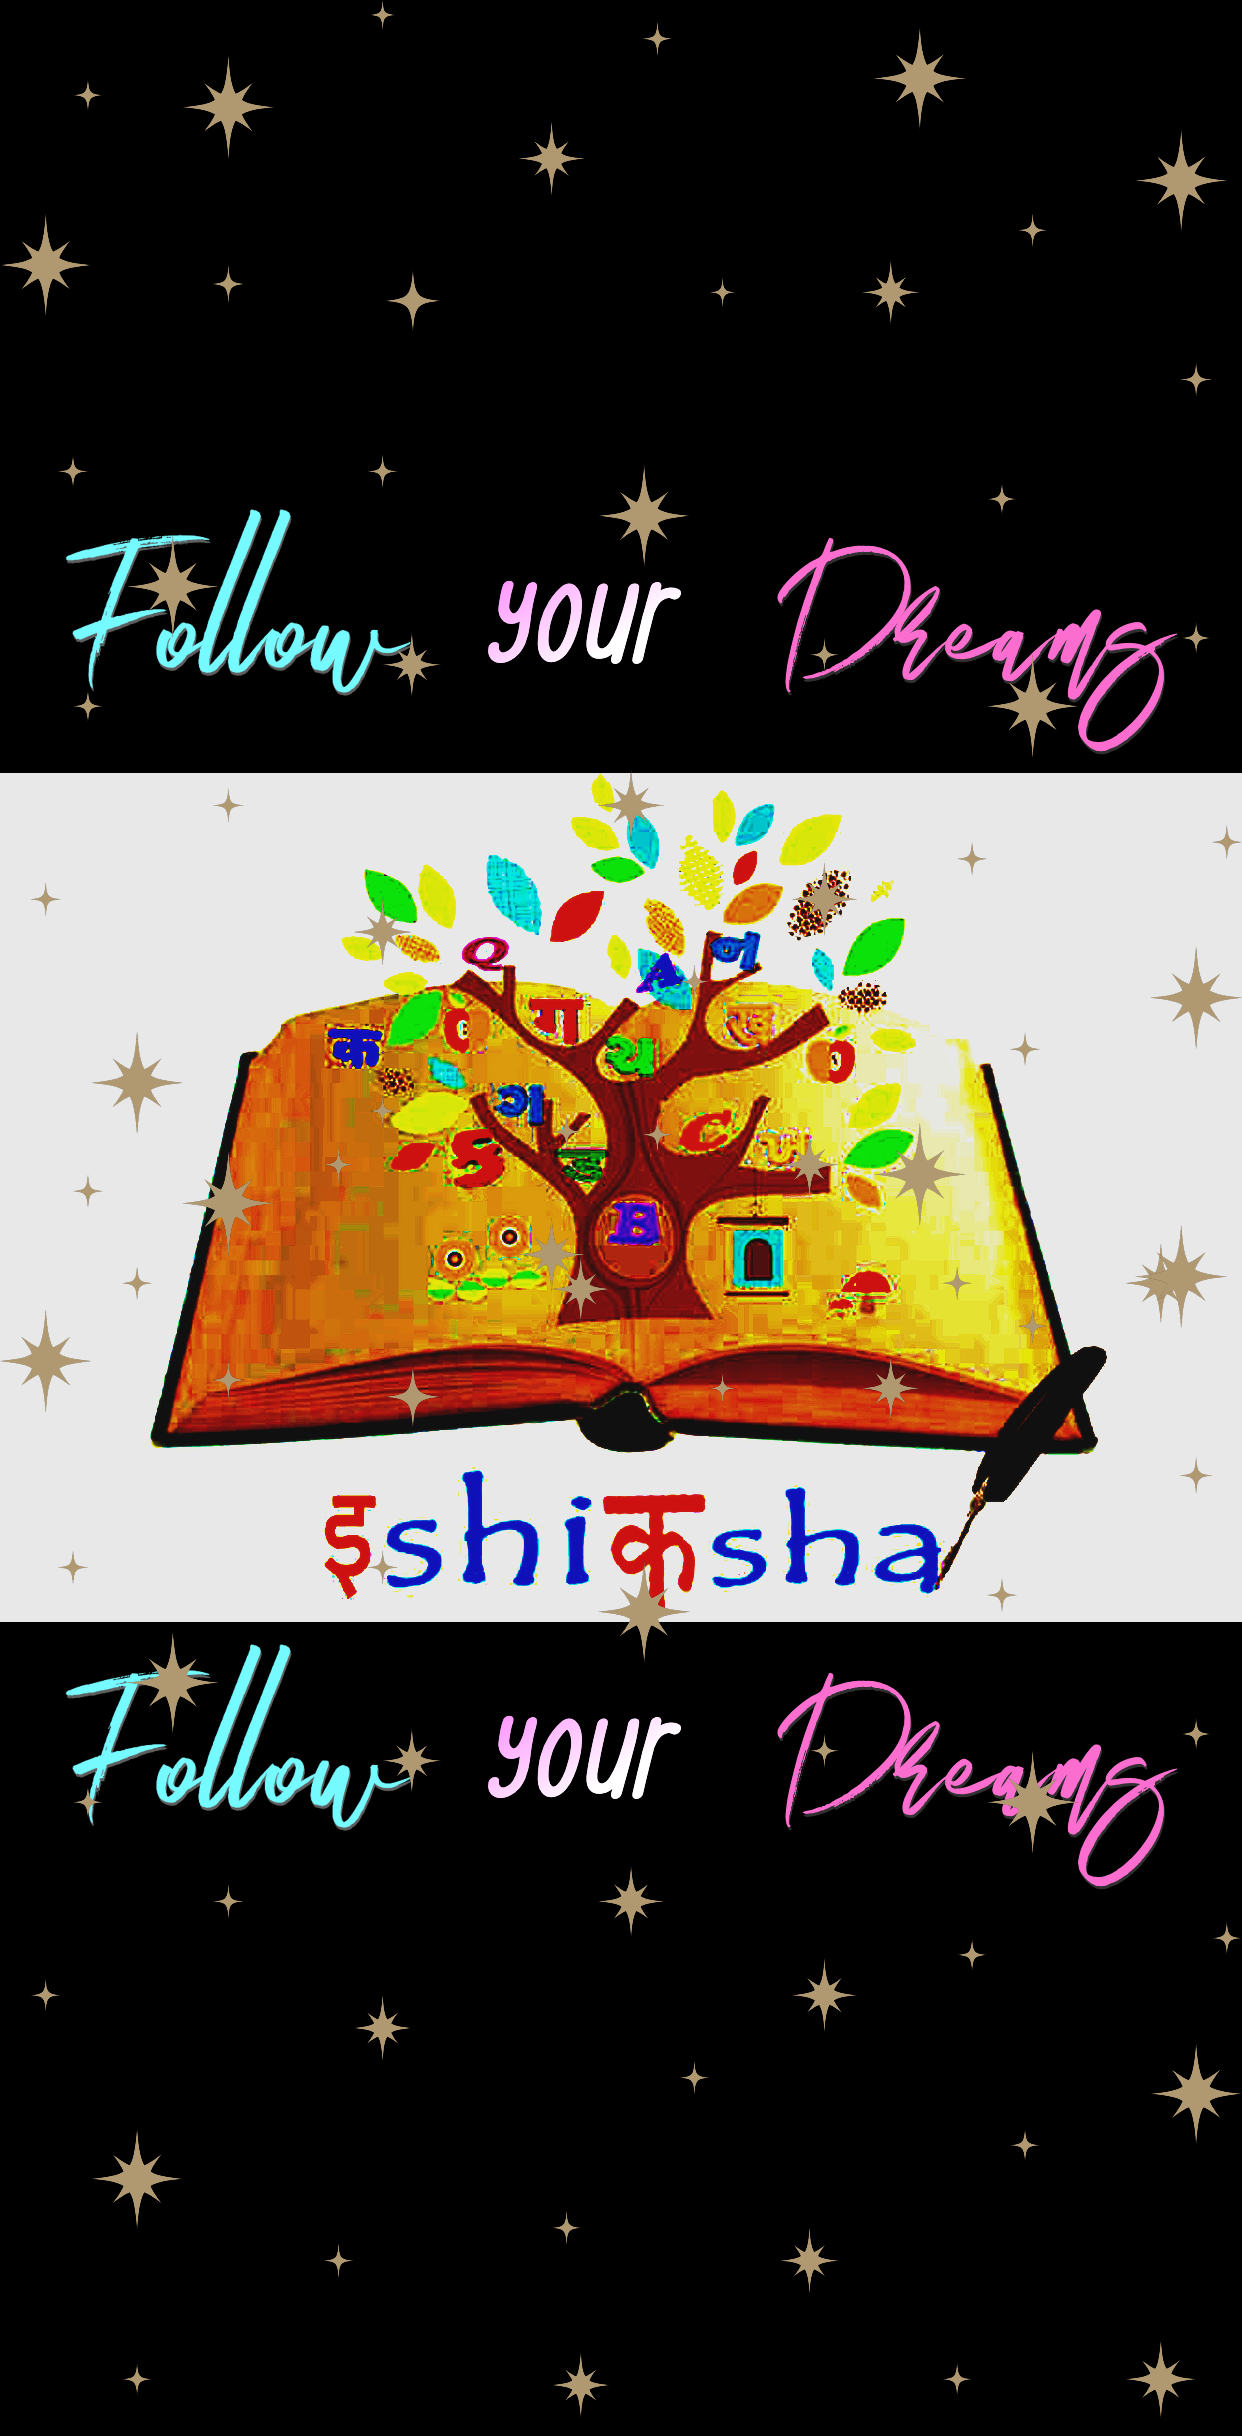 Follow your Dreams
Q A ण
क ग थ
ग C
S
B
इshiकsha
Follow your Dreams